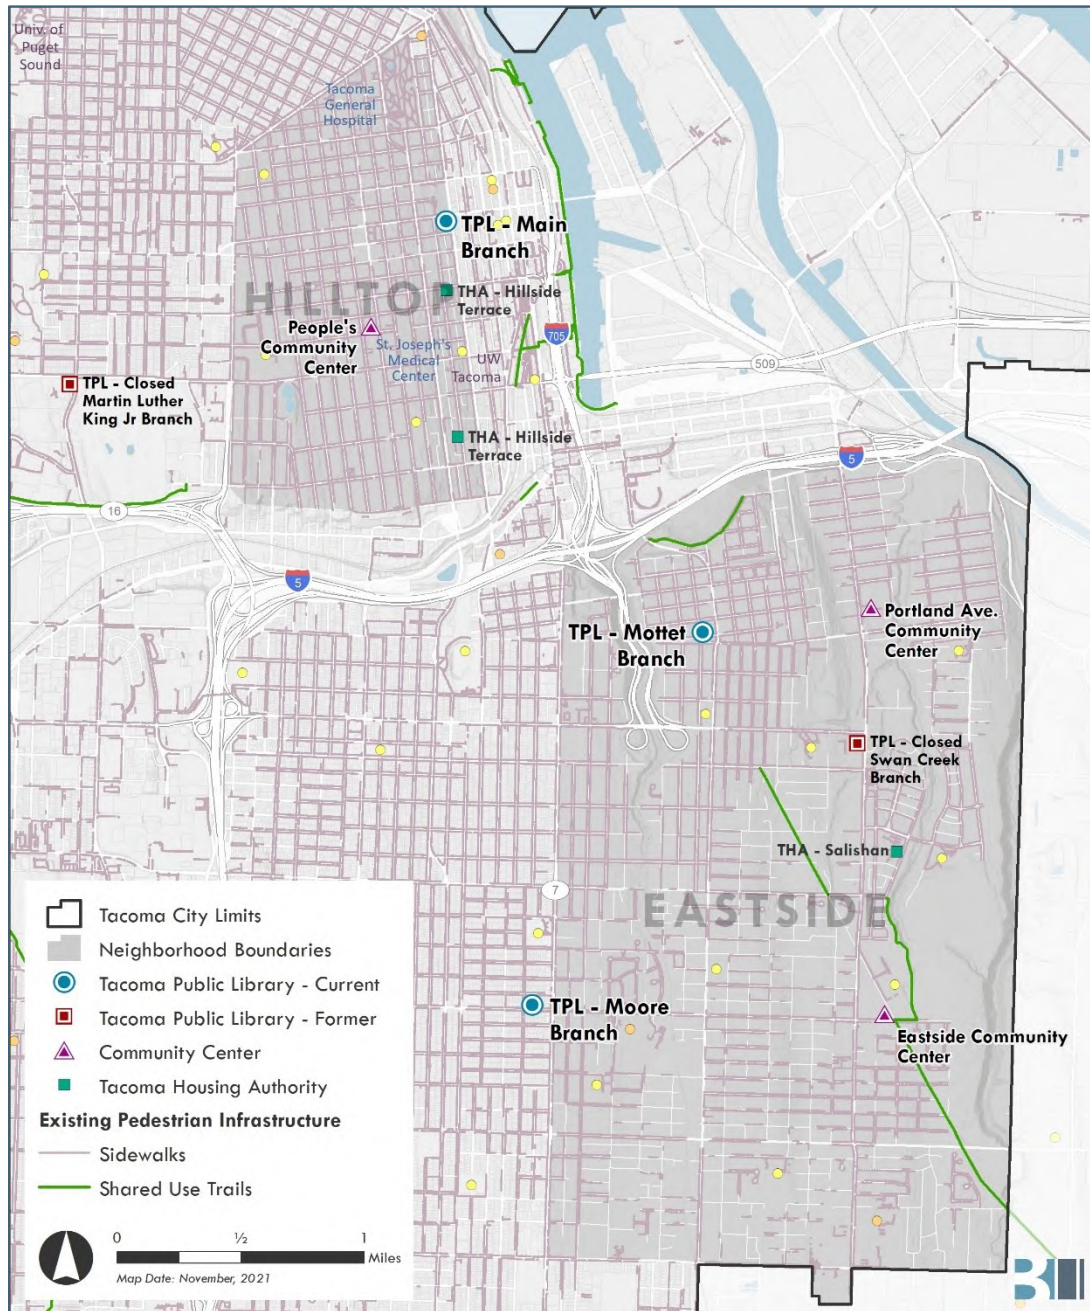 Univ. of
Puget
Sound
Tacoma
General
Hospital
TPL - Main
Branch
HILLTOP
THA - Hillside
Terrace
People's
Community
Center
St. Joseph's
Medical
Center
UW
Tacoma
705
509
TPL - Closed
Martin Luther
King Jr Branch
THA - Hillside
Terrace
5
16
5
TPL - Mottet
Branch
Portland Ave.
Community
Center
TPL - Closed
Swan Creek
Branch
THA - Salishan
7
EASTSIDE
TPL - Moore
Branch
Eastside Community
Center
Tacoma City Limits
Neighborhood Boundaries
Tacoma Public Library - Current
Tacoma Public Library - Former
Community Center
Tacoma Housing Authority
Existing Pedestrian Infrastructure
Sidewalks
Shared Use Trails
0 ½ 1
Miles
Map Date: November, 2021